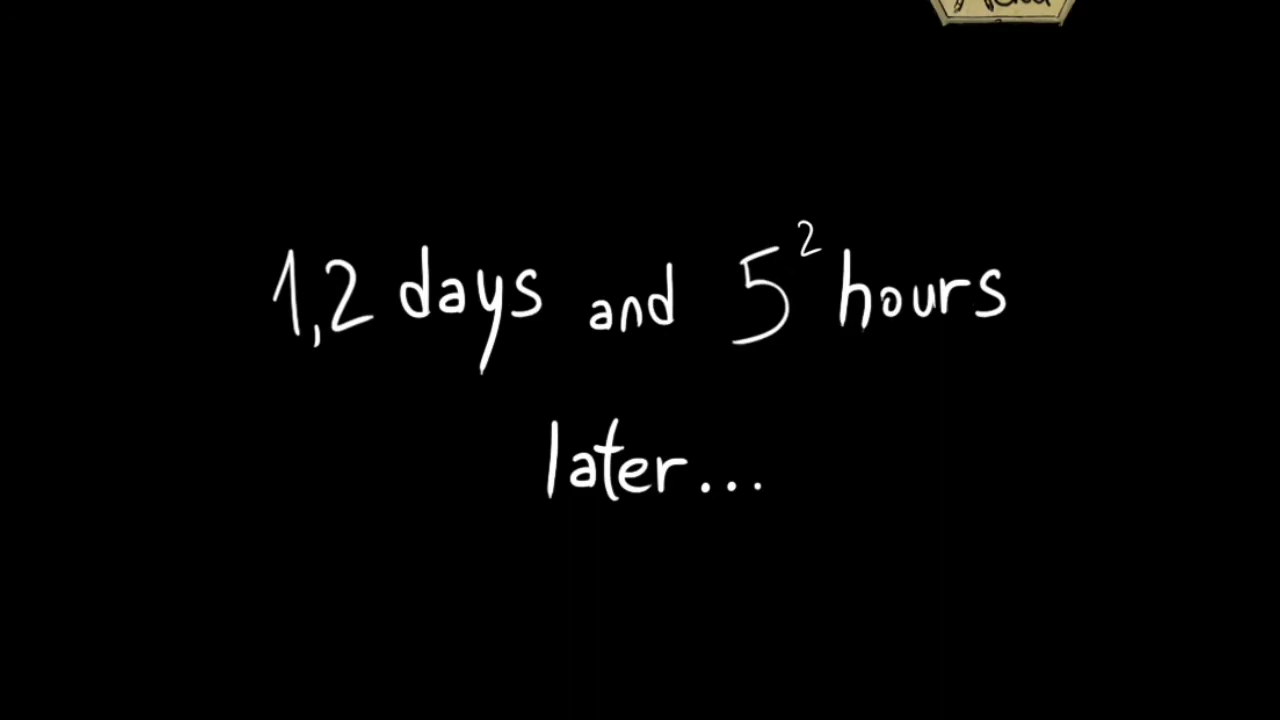 1,2 days and 5² hours
later...